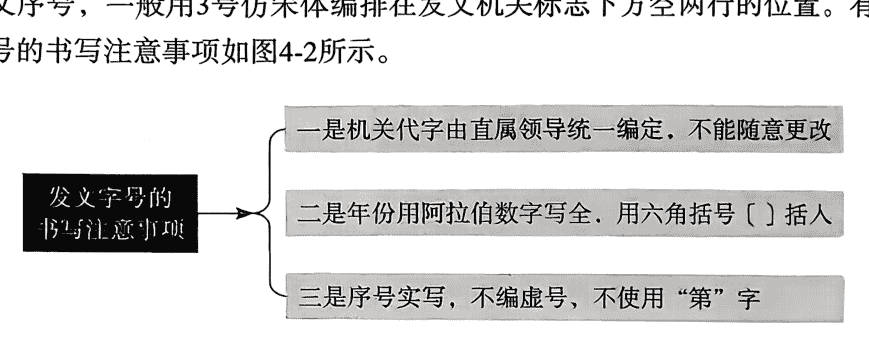 文序号，一般用3号仿宋体编排在发文机关标志下方空两行的位置。有
号的书写注意事项如图4-2所示。
一是机关代字由直属领导统一编定，不能随意更改
发文字号的
书写注意事项
二是年份用阿拉伯数字写全，用六角括号〔 〕括入
三是序号实写，不编虚号，不使用“第”字